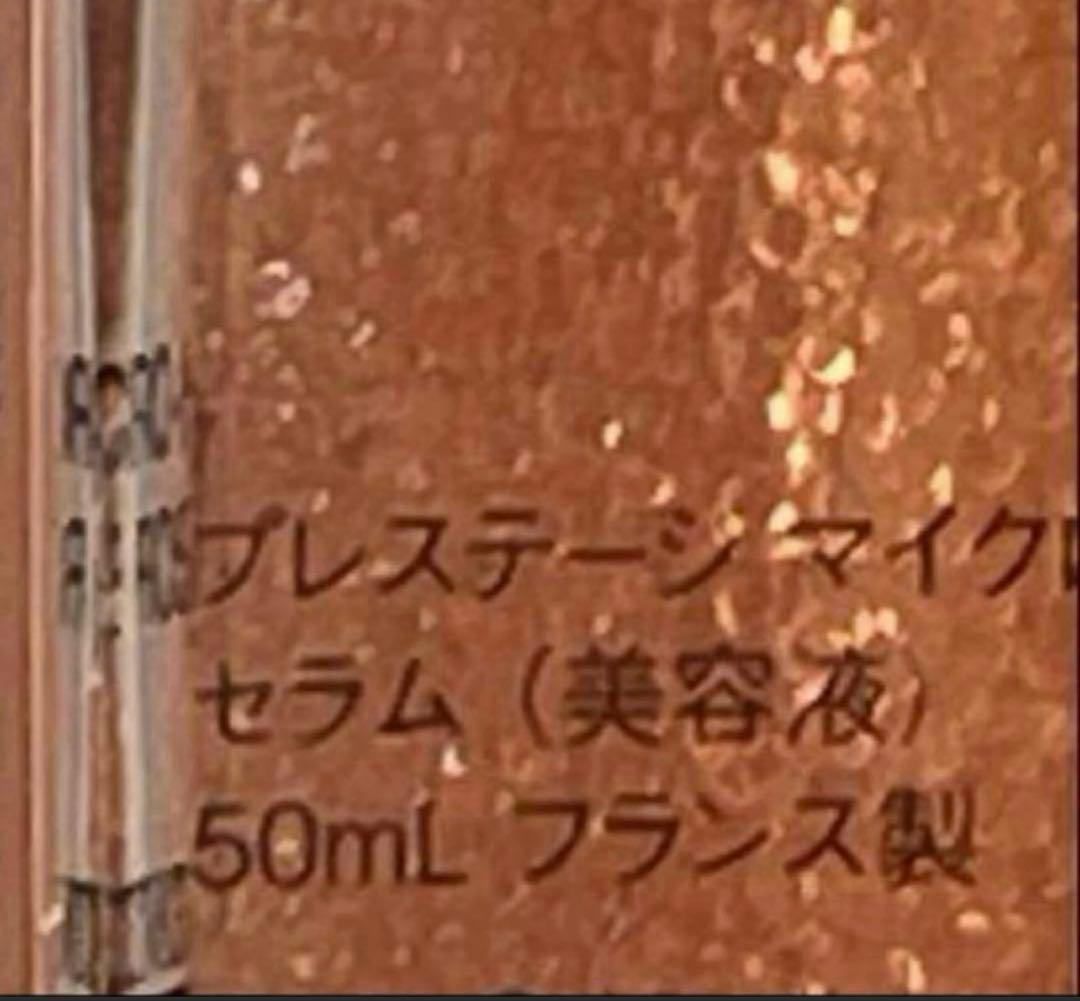 プレステージ マイクロ
セラム（美容液）
50mL フランス製